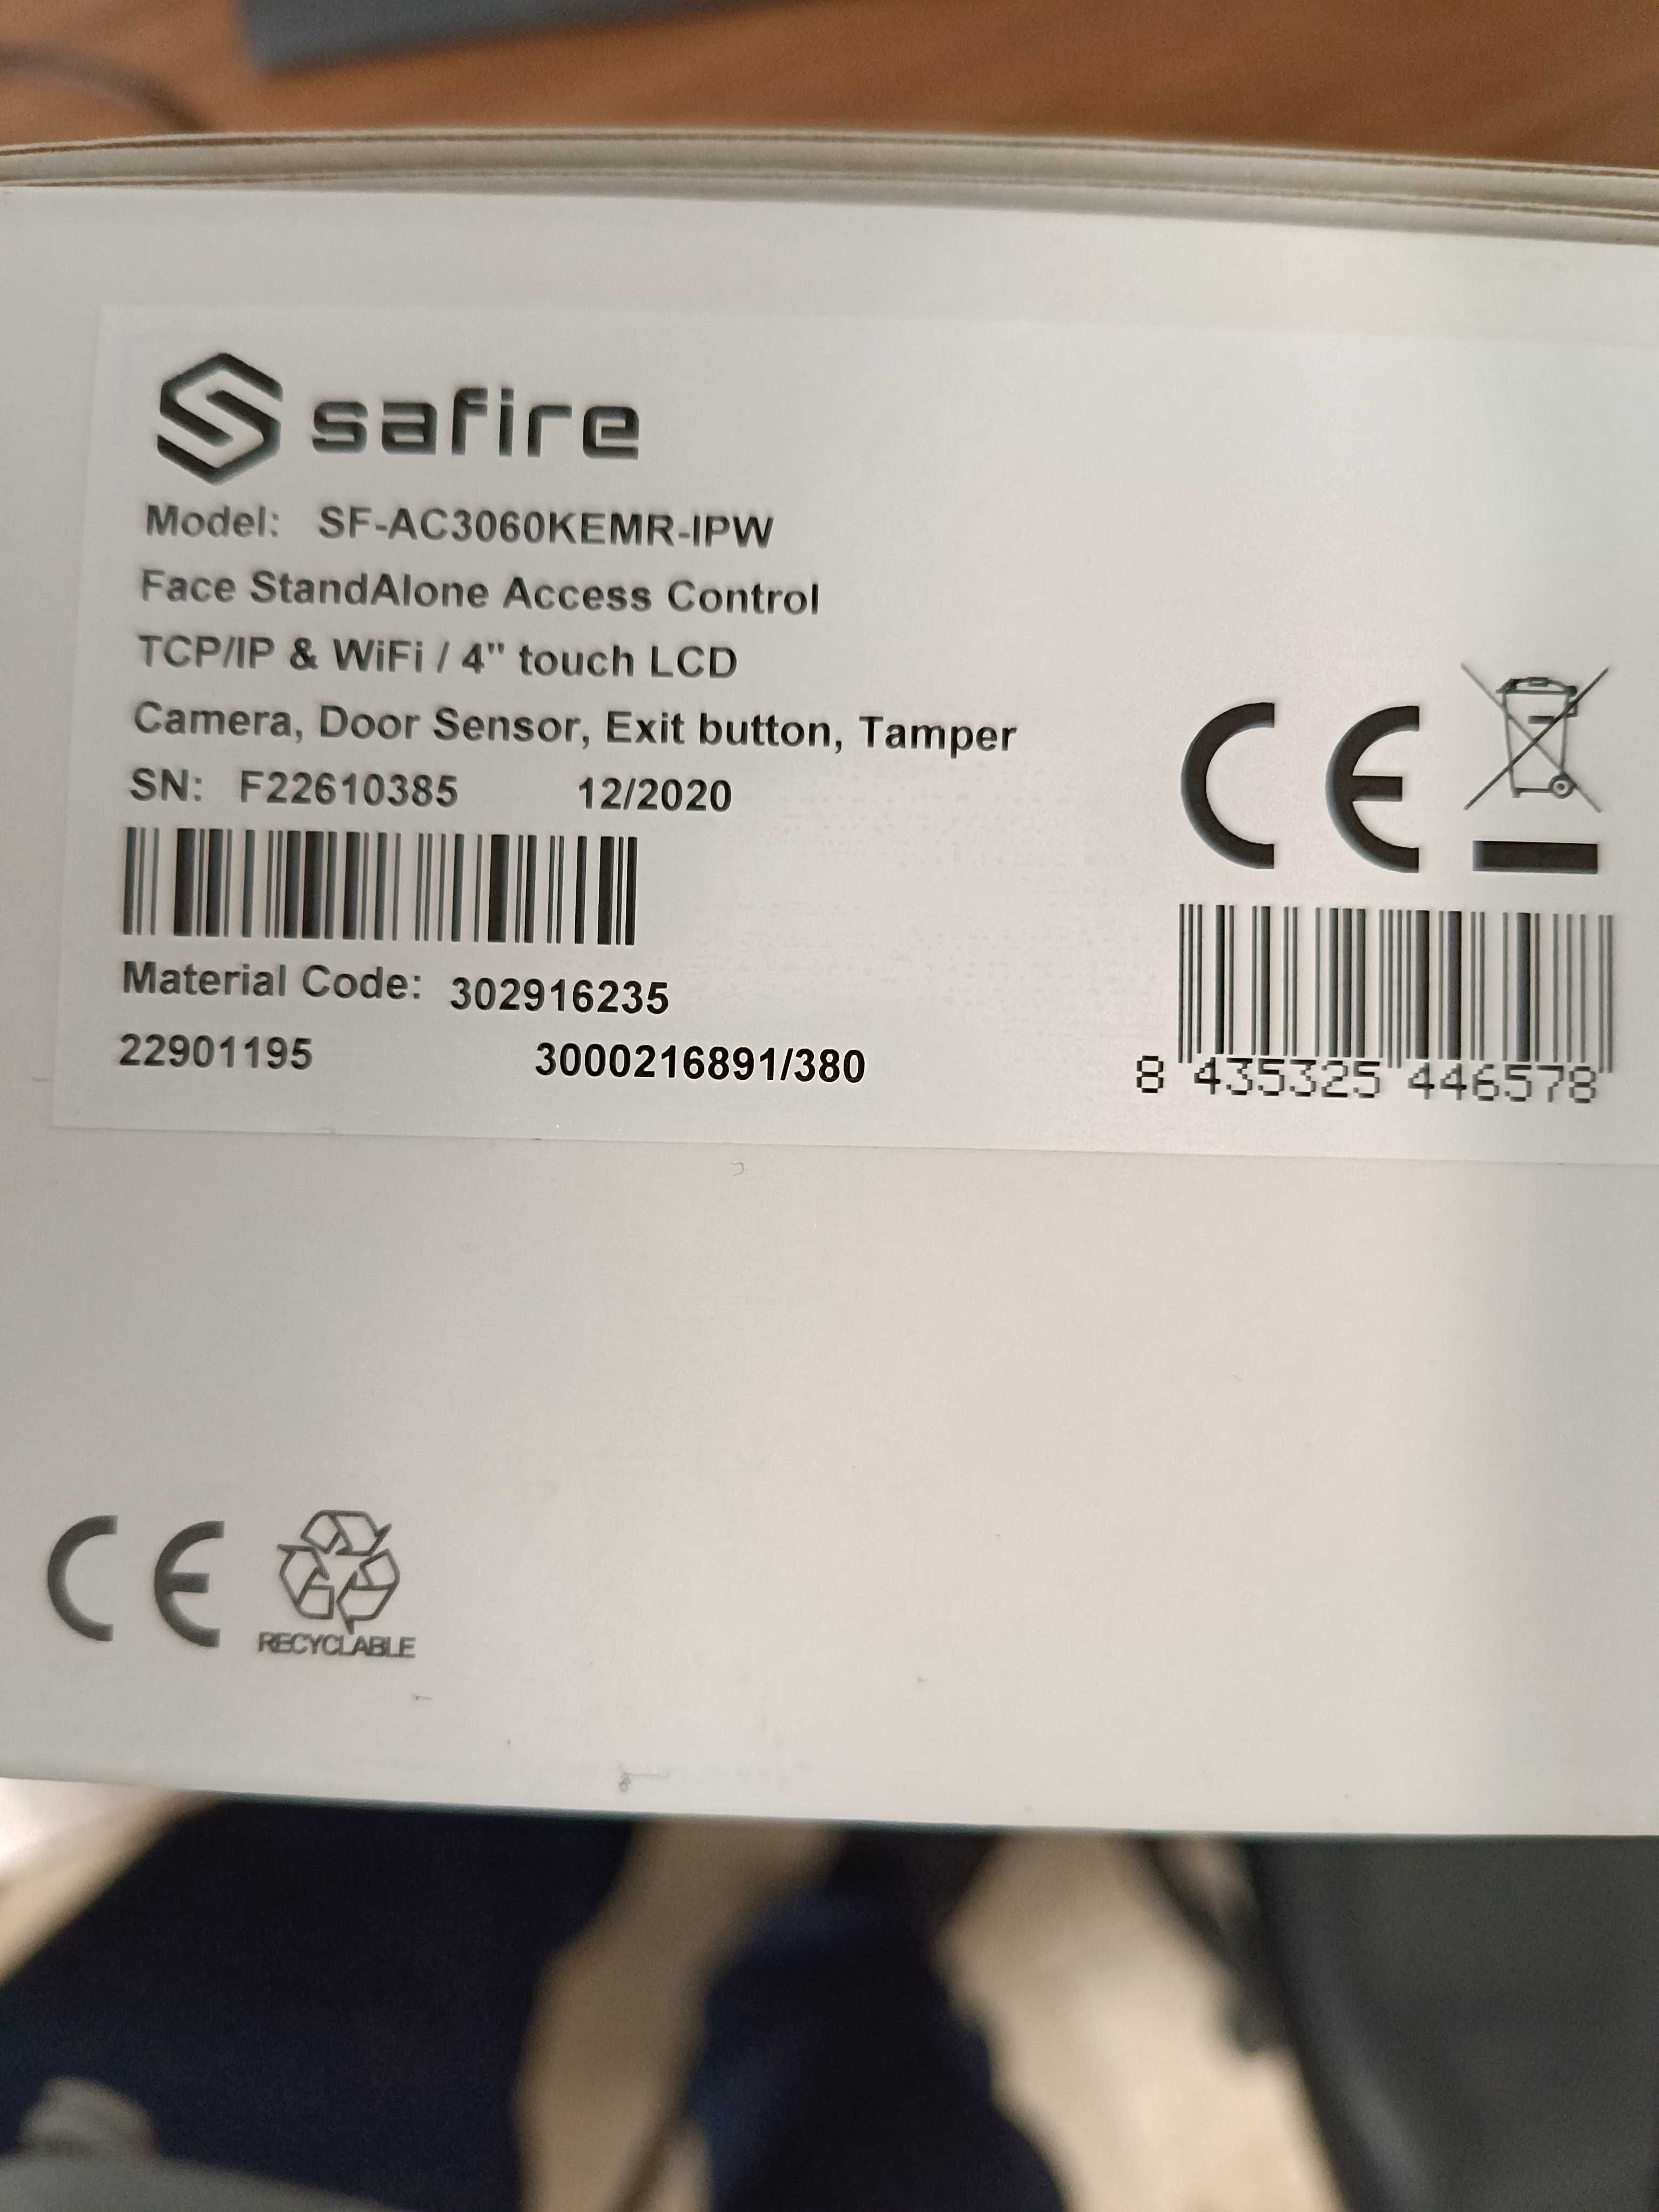 safire
Model: SF-AC3060KEMR-IPW
Face StandAlone Access Control
TCP/IP & WiFi / 4" touch LCD
Camera, Door Sensor, Exit button, Tamper
SN: F22610385 12/2020
Material Code: 302916235
22901195 3000216891/380
CE
8 435325 446578
CE
RECYCLABLE